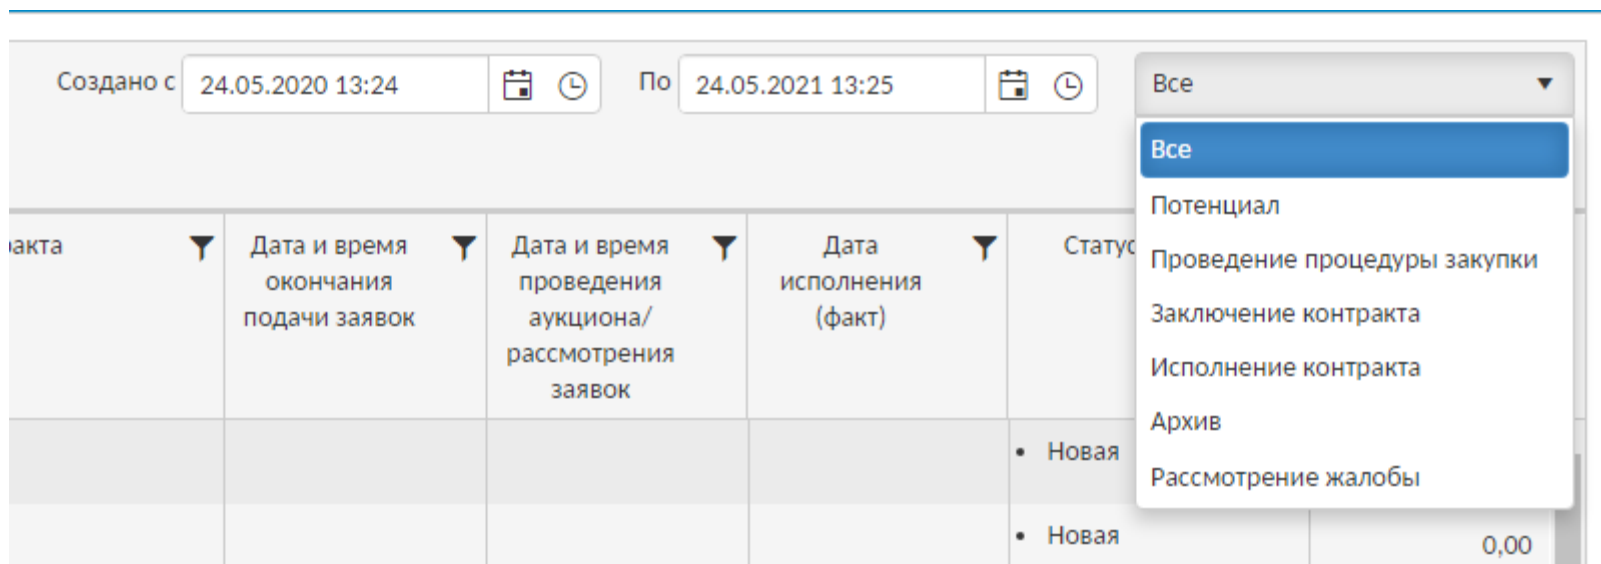 Создано с 24.05.2020 13:24 По 24.05.2021 13:25 Все
Все
Потенциал
Проведение процедуры закупки
Заключение контракта
Исполнение контракта
Архив
Рассмотрение жалобы
Дата и время
окончания
подачи заявок
Дата и время
проведения
аукциона/
рассмотрения
заявок
Дата
исполнения
(факт)
Статус
• Новая
• Новая
0,00